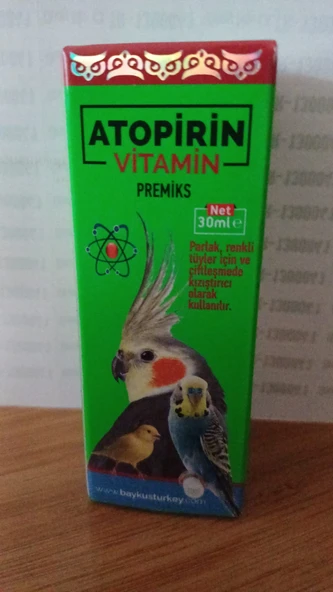 ATOPİRİN
VİTAMİN
PREMİKS
Net
30ml e
Parlak, renkli
tüyler için ve
çiftleşmede
kızıştırıcı
olarak
kullanılır.
www.baykusturkey.com